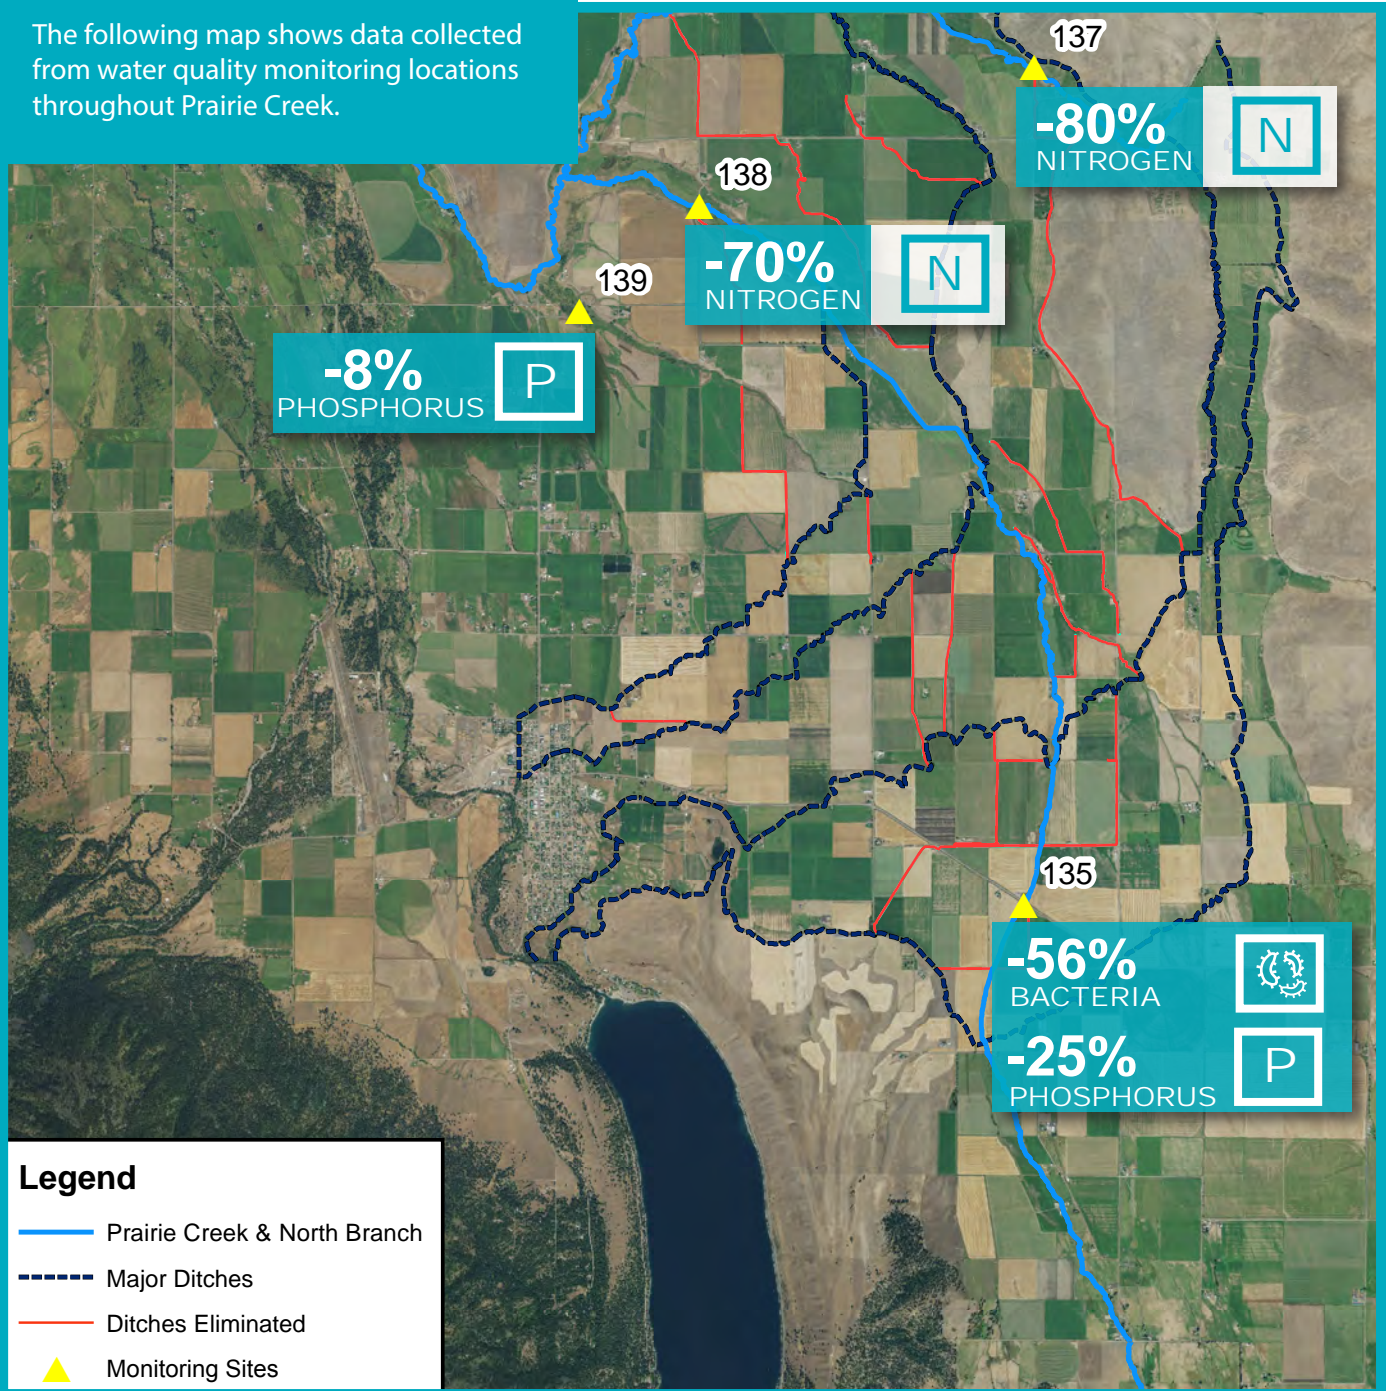 The following map shows data collected
from water quality monitoring locations
throughout Prairie Creek.
137
-80%
NITROGEN
N
138
-70%
NITROGEN
N
139
-8%
PHOSPHORUS
P
135
-56%
BACTERIA
-25%
PHOSPHORUS
P
Legend
Prairie Creek & North Branch
Major Ditches
Ditches Eliminated
Monitoring Sites